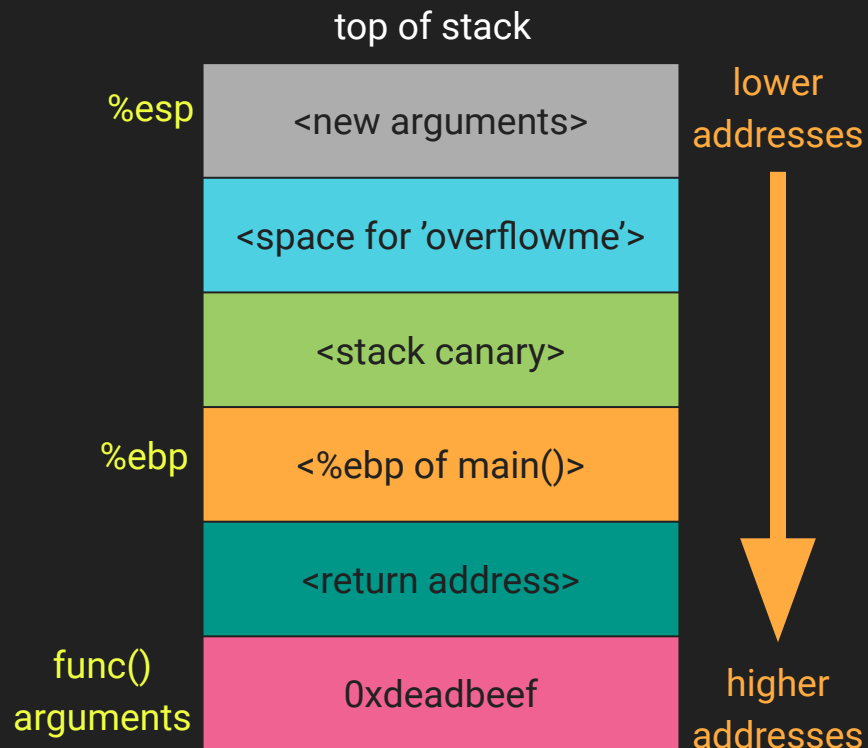 top of stack
%esp
<new arguments>
lower
addresses
<space for ’overflowme’>
<stack canary>
%ebp
<%ebp of main()>
<return address>
func()
arguments
0xdeadbeef
higher
addresses